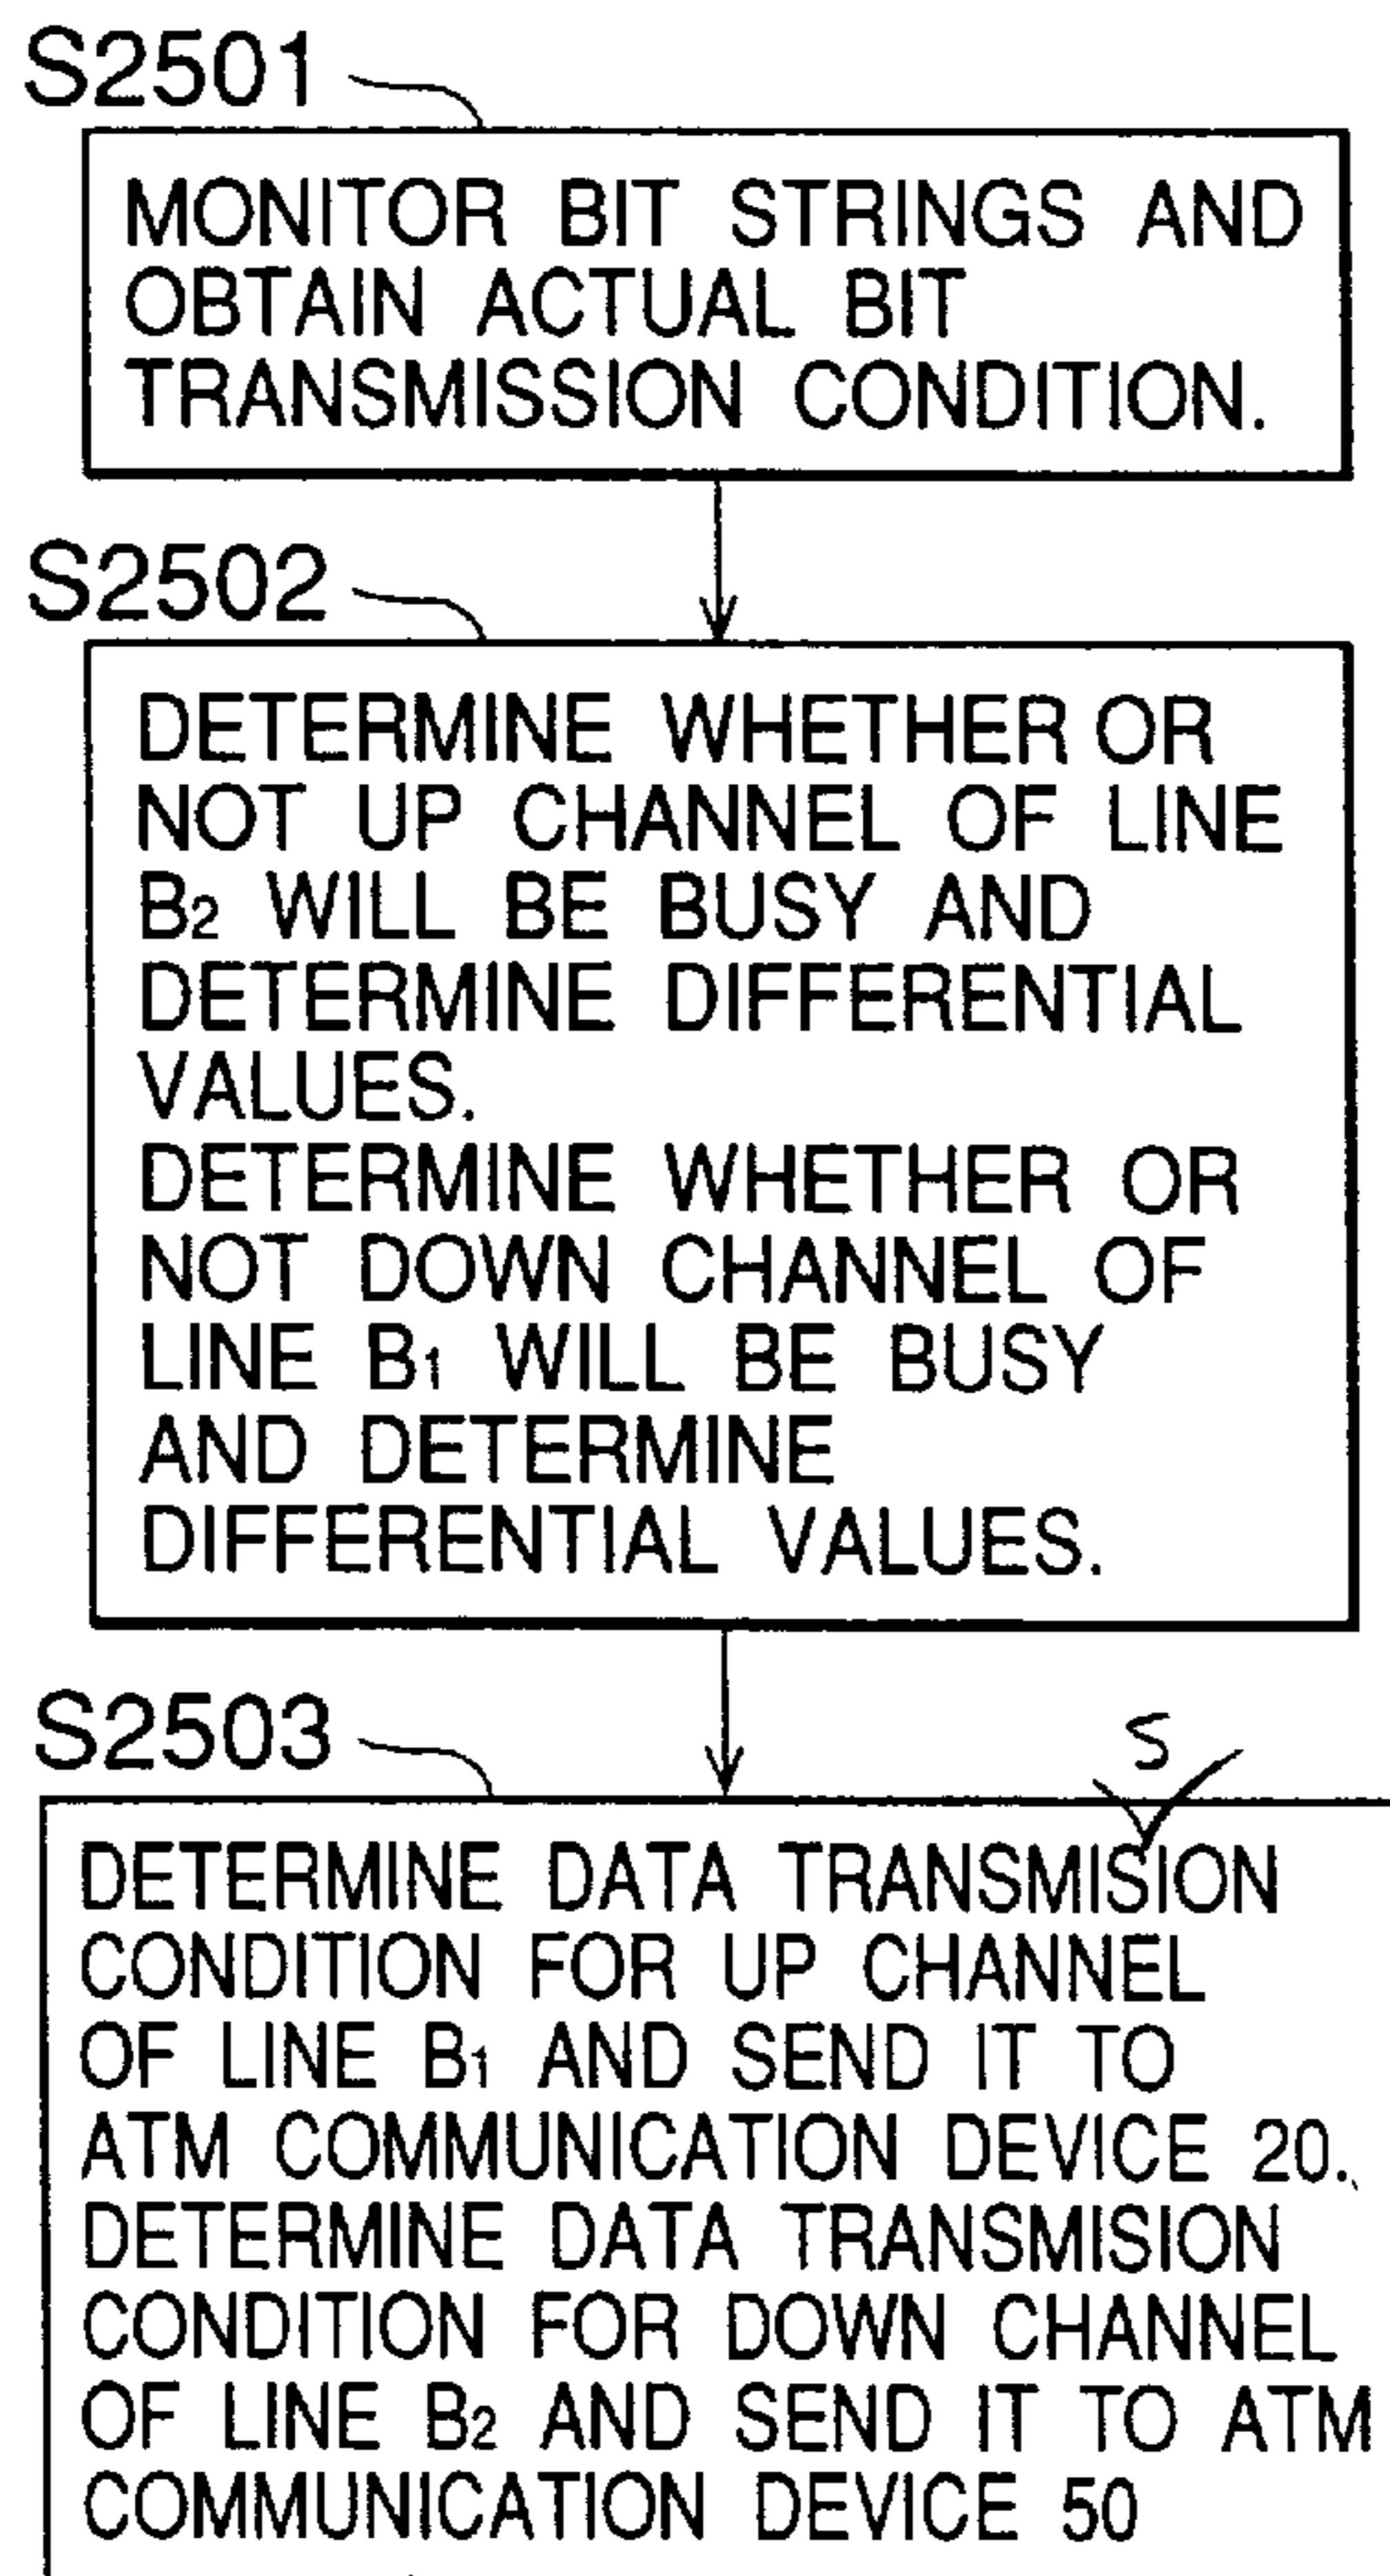 S2501
MONITOR BIT STRINGS AND
OBTAIN ACTUAL BIT
TRANSMISSION CONDITION.
S2502
DETERMINE WHETHER OR
NOT UP CHANNEL OF LINE
B2 WILL BE BUSY AND
DETERMINE DIFFERENTIAL
VALUES.
DETERMINE WHETHER OR
NOT DOWN CHANNEL OF
LINE B1 WILL BE BUSY
AND DETERMINE
DIFFERENTIAL VALUES.
S2503
S
DETERMINE DATA TRANSMISION
CONDITION FOR UP CHANNEL
OF LINE B1 AND SEND IT TO
ATM COMMUNICATION DEVICE 20.
DETERMINE DATA TRANSMISION
CONDITION FOR DOWN CHANNEL
OF LINE B2 AND SEND IT TO ATM
COMMUNICATION DEVICE 50